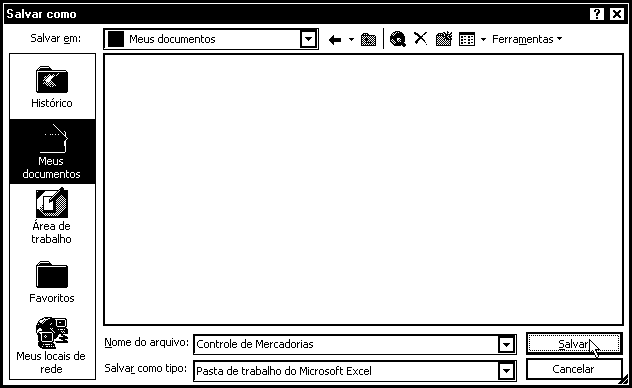 Salvar como
Salvar em:
Meus documentos
Ferramentas
Histórico
Meus
documentos
Área de
trabalho
Favoritos
Meus locais de
rede
Nome do arquivo:
Controle de Mercadorias
Salvar
Salvar como tipo:
Pasta de trabalho do Microsoft Excel
Cancelar